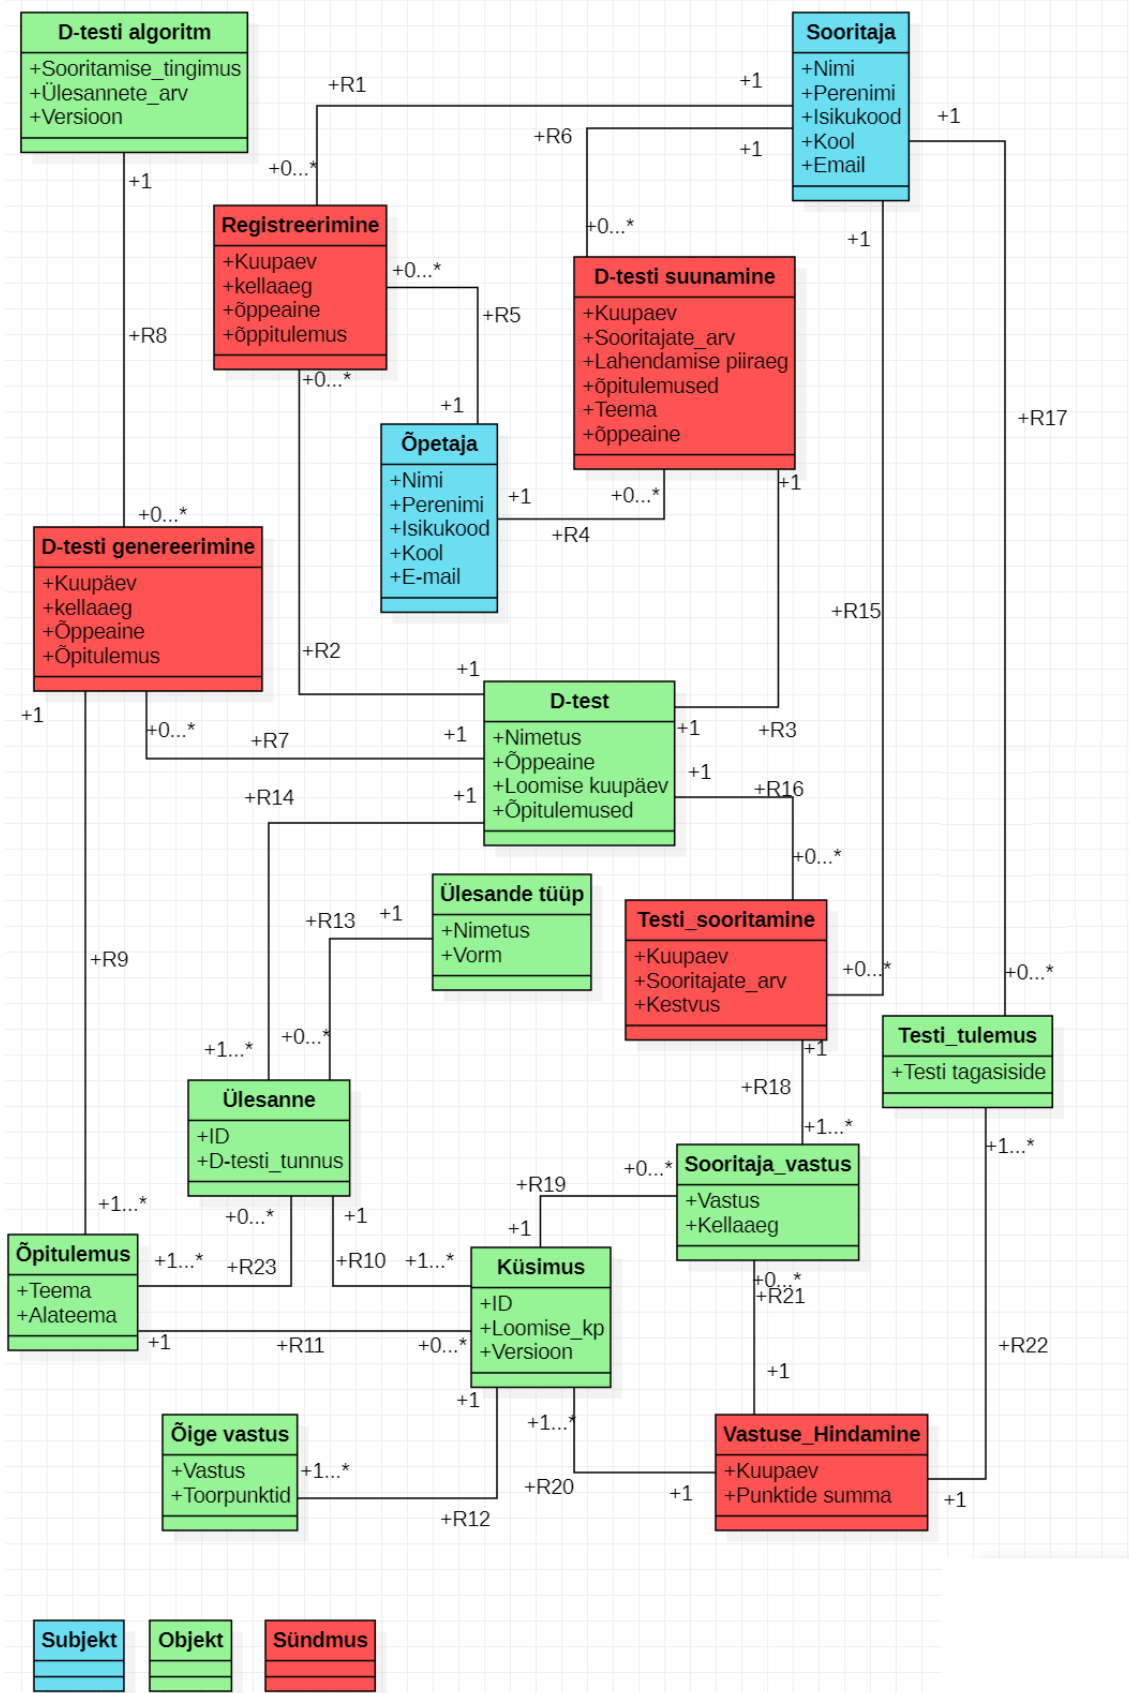 D-testi algoritm
+Sooritamise_tingimus
+Ülesannete_arv
+Versioon
Sooritaja
+Nimi
+Perenimi
+Isikukood
+Kool
+Email
+R1
+1
+R6
+1
+1
+0...*
+1
+0...*
+1
Registreerimine
+Kuupaev
+kellaaeg
+õppeaine
+õppitulemus
+0...*
+R5
D-testi suunamine
+Kuupaev
+Sooritajate_arv
+Lahendamise piiraeg
+õpitulemused
+Teema
+õppeaine
+R8
+0...*
+1
+R17
Õpetaja
+Nimi
+Perenimi
+Isikukood
+Kool
+E-mail
+1
+0...*
+1
+R4
+0...*
D-testi genereerimine
+Kuupäev
+kellaaeg
+Õppeaine
+Õpitulemus
+R15
+R2
+1
+1
+0...*
+R7
+1
D-test
+Nimetus
+Õppeaine
+Loomise kuupäev
+Õpitulemused
+1
+R3
+1
+R16
+R14
+1
+0...*
Ülesande tüüp
+Nimetus
+Vorm
+R13
+1
Testi_sooritamine
+Kuupaev
+Sooritajate_arv
+Kestvus
+R9
+0...*
+0...*
+1...*
+0...*
+1
Testi_tulemus
+Testi tagasiside
+R18
Ülesanne
+ID
+D-testi_tunnus
+1...*
+1...*
Sooritaja_vastus
+Vastus
+Kellaaeg
+0...*
+R19
+1...*
+0...*
+1
+1
Õpitulemus
+Teema
+Alateema
+1...*
+R23
+R10
+1...*
Küsimus
+ID
+Loomise_kp
+Versioon
+0...*
+R21
+1
+R11
+0...*
+R22
+1
+1
+1...*
Õige vastus
+Vastus
+Toorpunktid
+1...*
+R12
+R20
+1
Vastuse_Hindamine
+Kuupaev
+Punktide summa
+1
Subjekt
Objekt
Sündmus